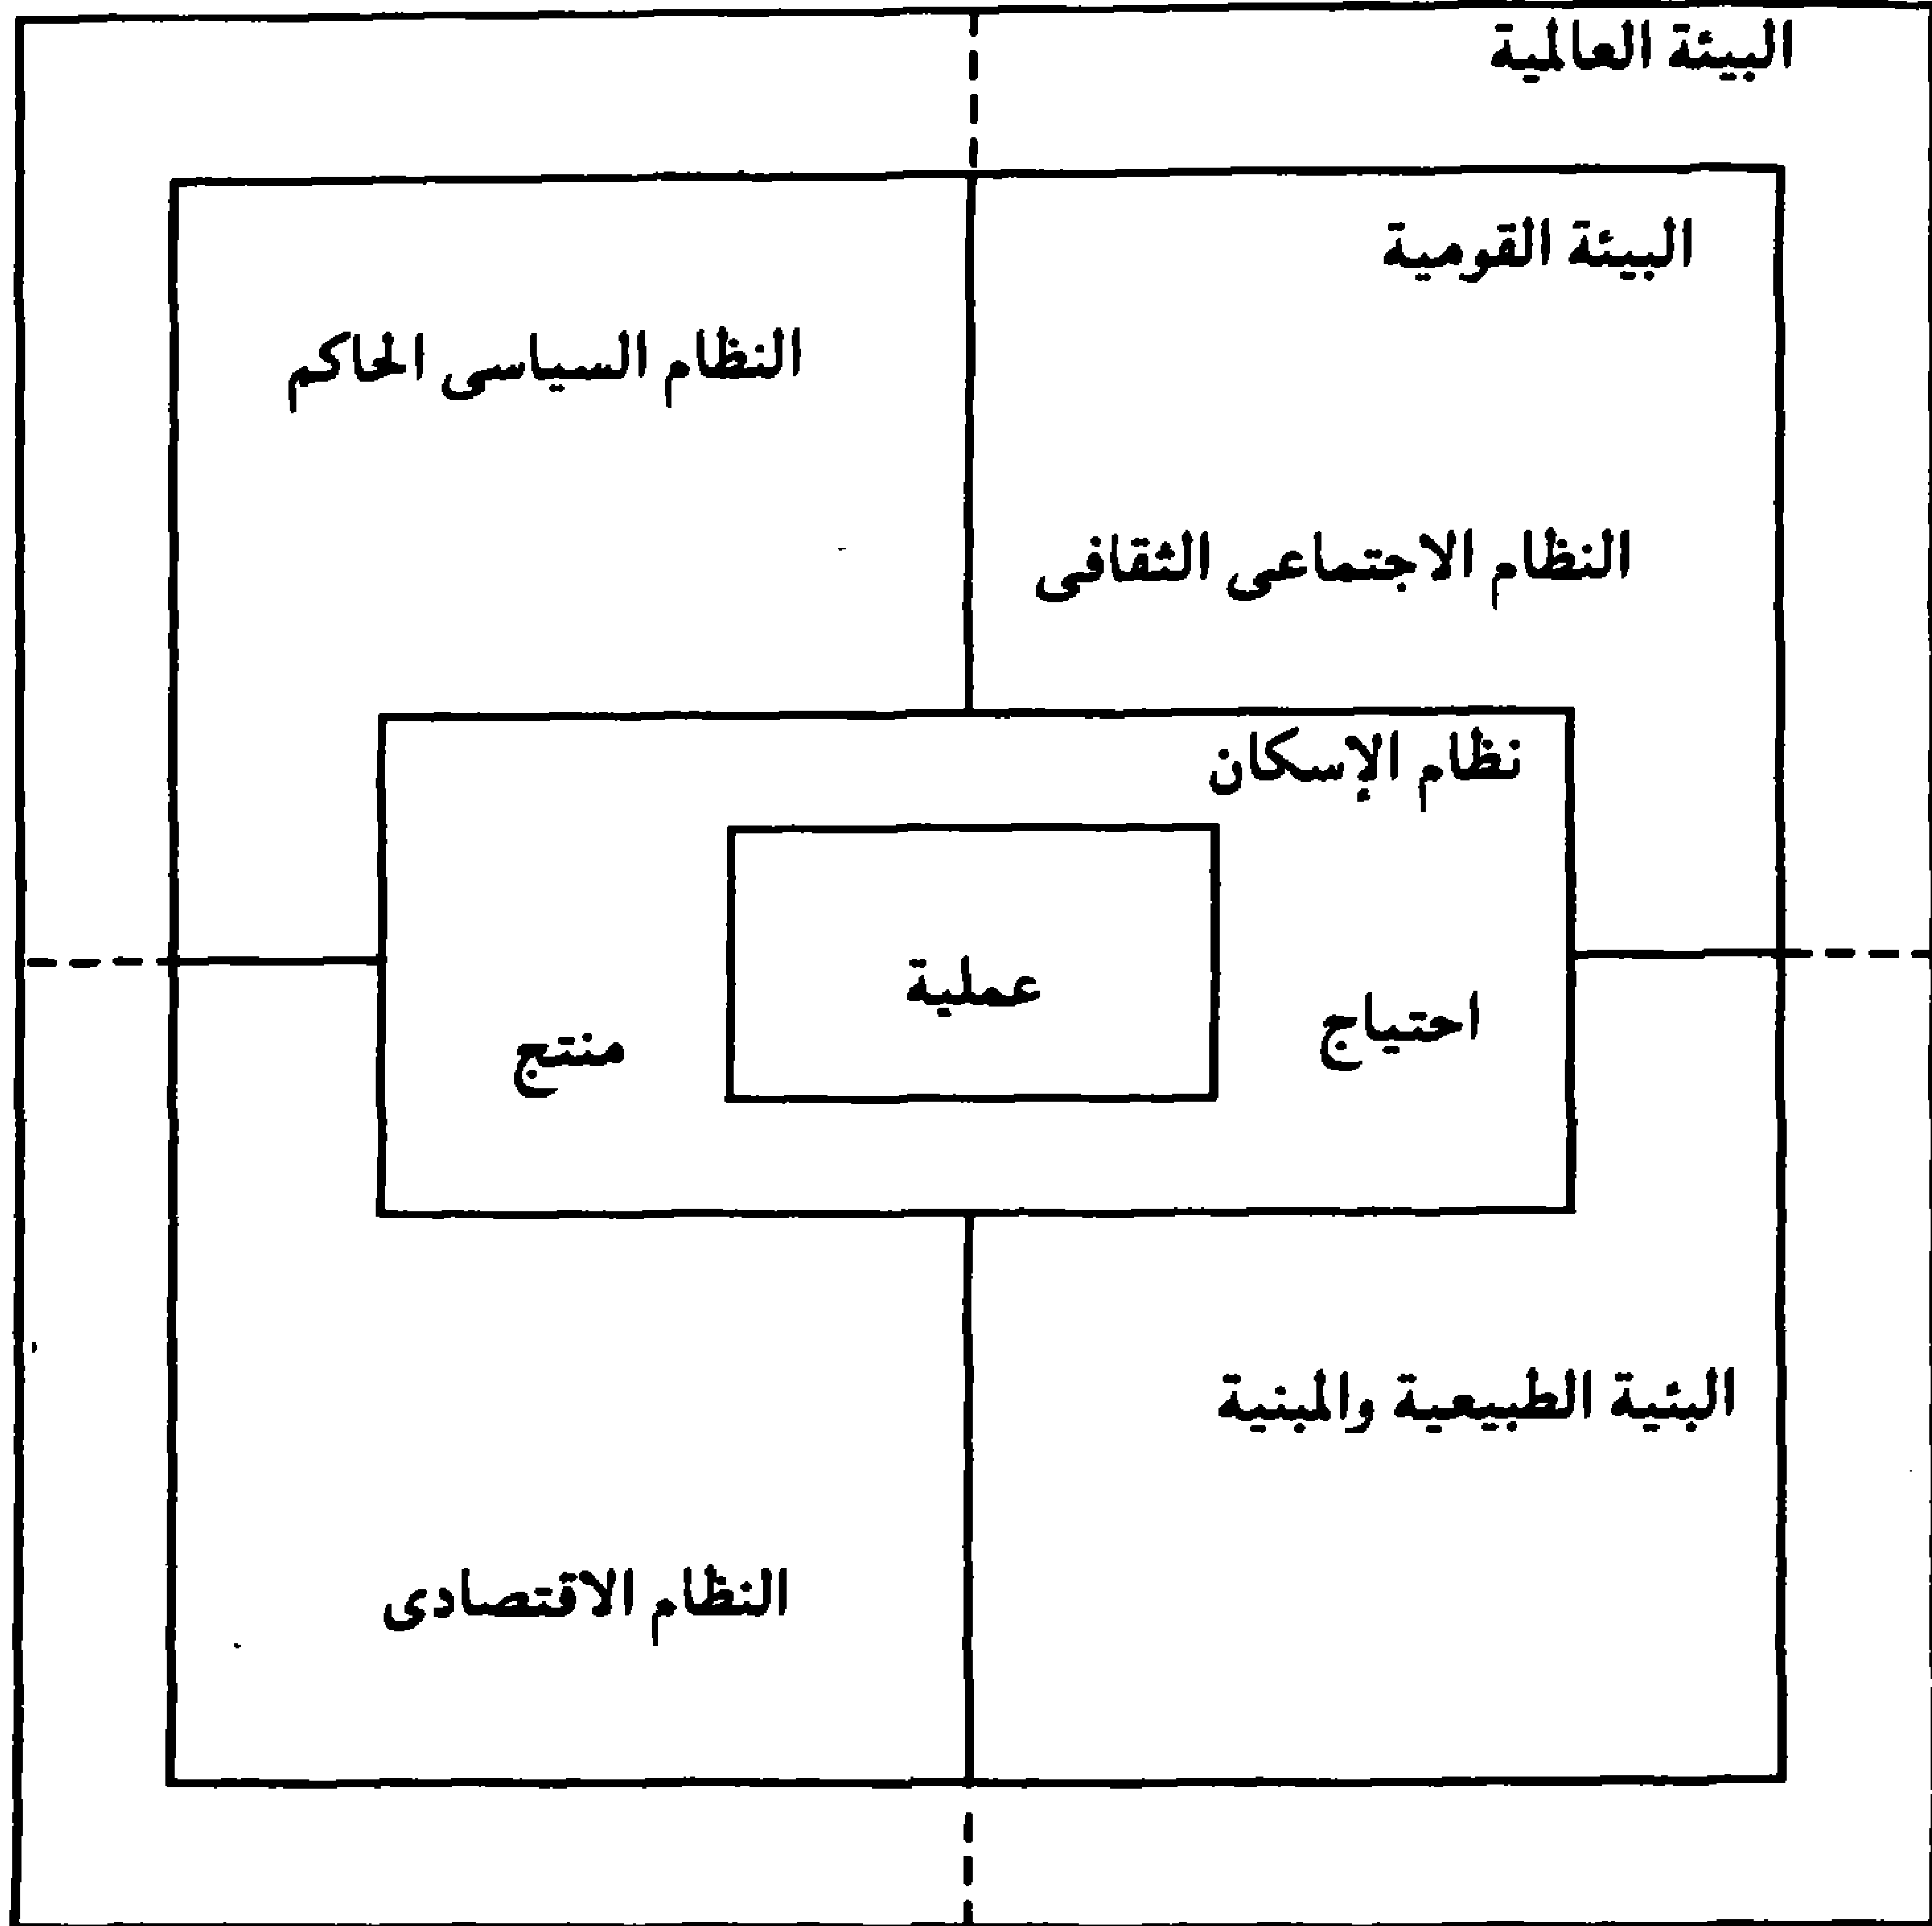 البيئة العالمية
البيئة القومية
النظام السياسى الحاكم
النظام الاجتماعى الثقافى
نظام الإسكان
احتياج
عملية
منتج
البئية الطبيعية والمبنية
النظام الاقتصادى